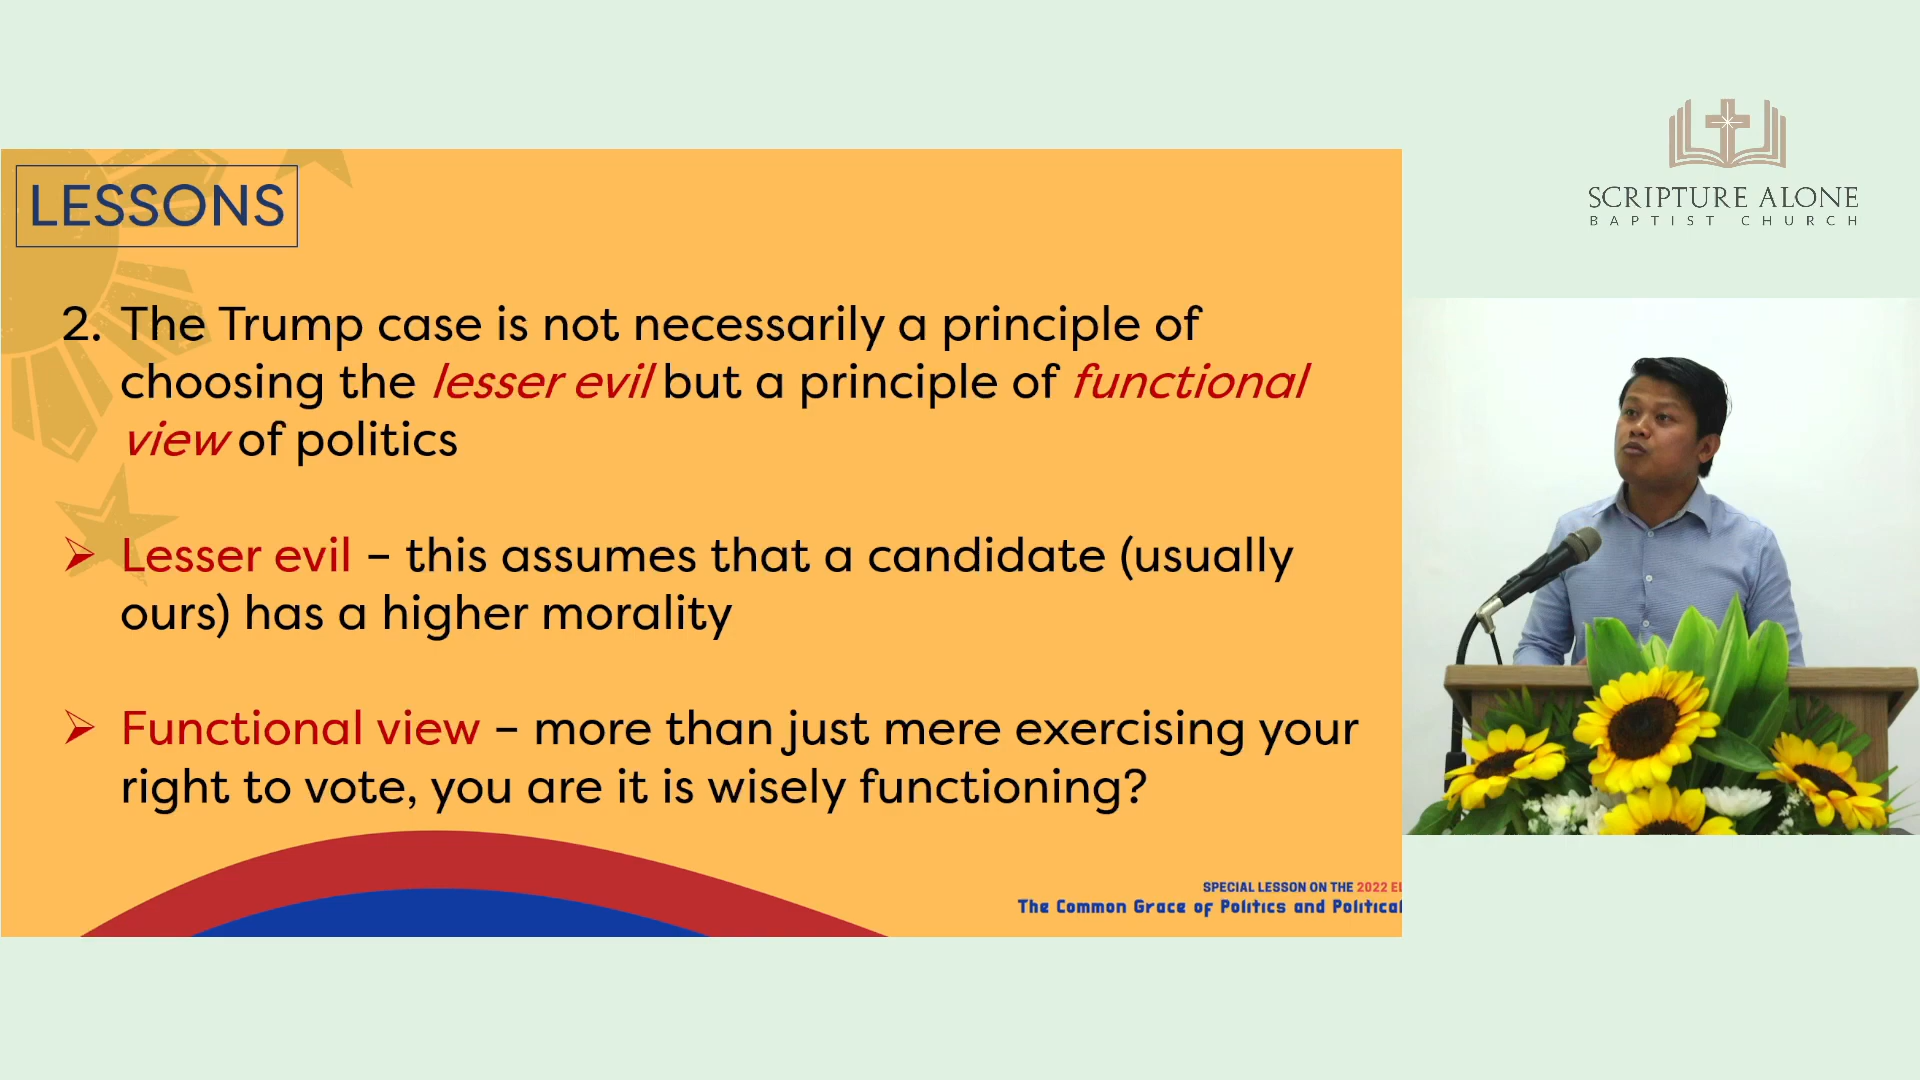 LESSONS
2. The Trump case is not necessarily a principle of
choosing the lesser evil but a principle of functional
view of politics
➢ Lesser evil – this assumes that a candidate (usually
ours) has a higher morality
➢ Functional view – more than just mere exercising your
right to vote, you are it is wisely functioning?
SPECIAL LESSON ON THE 2022 EL
The Common Grace of Politics and Political
SCRIPTURE ALONE
BAPTIST CHURCH